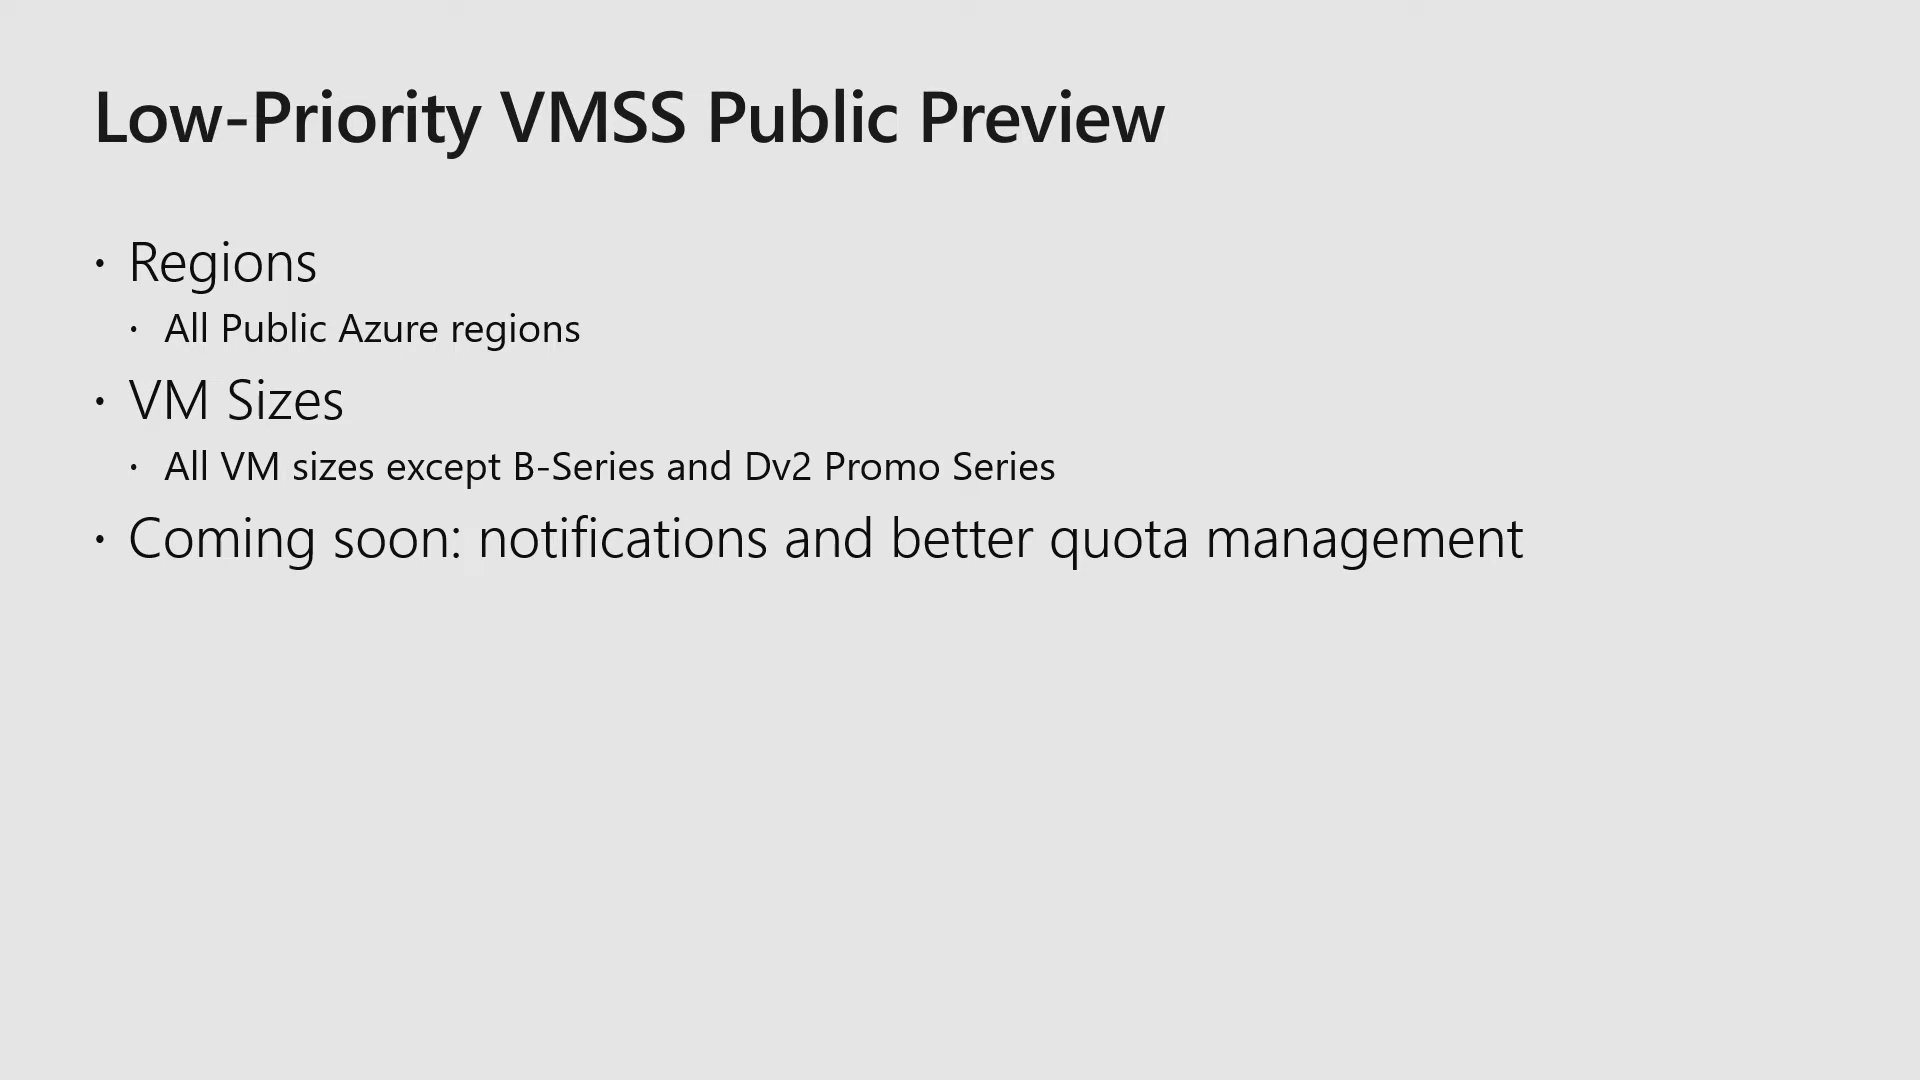 Low-Priority VMSS Public Preview
• Regions
• All Public Azure regions
• VM Sizes
• All VM sizes except B-Series and Dv2 Promo Series
• Coming soon: notifications and better quota management